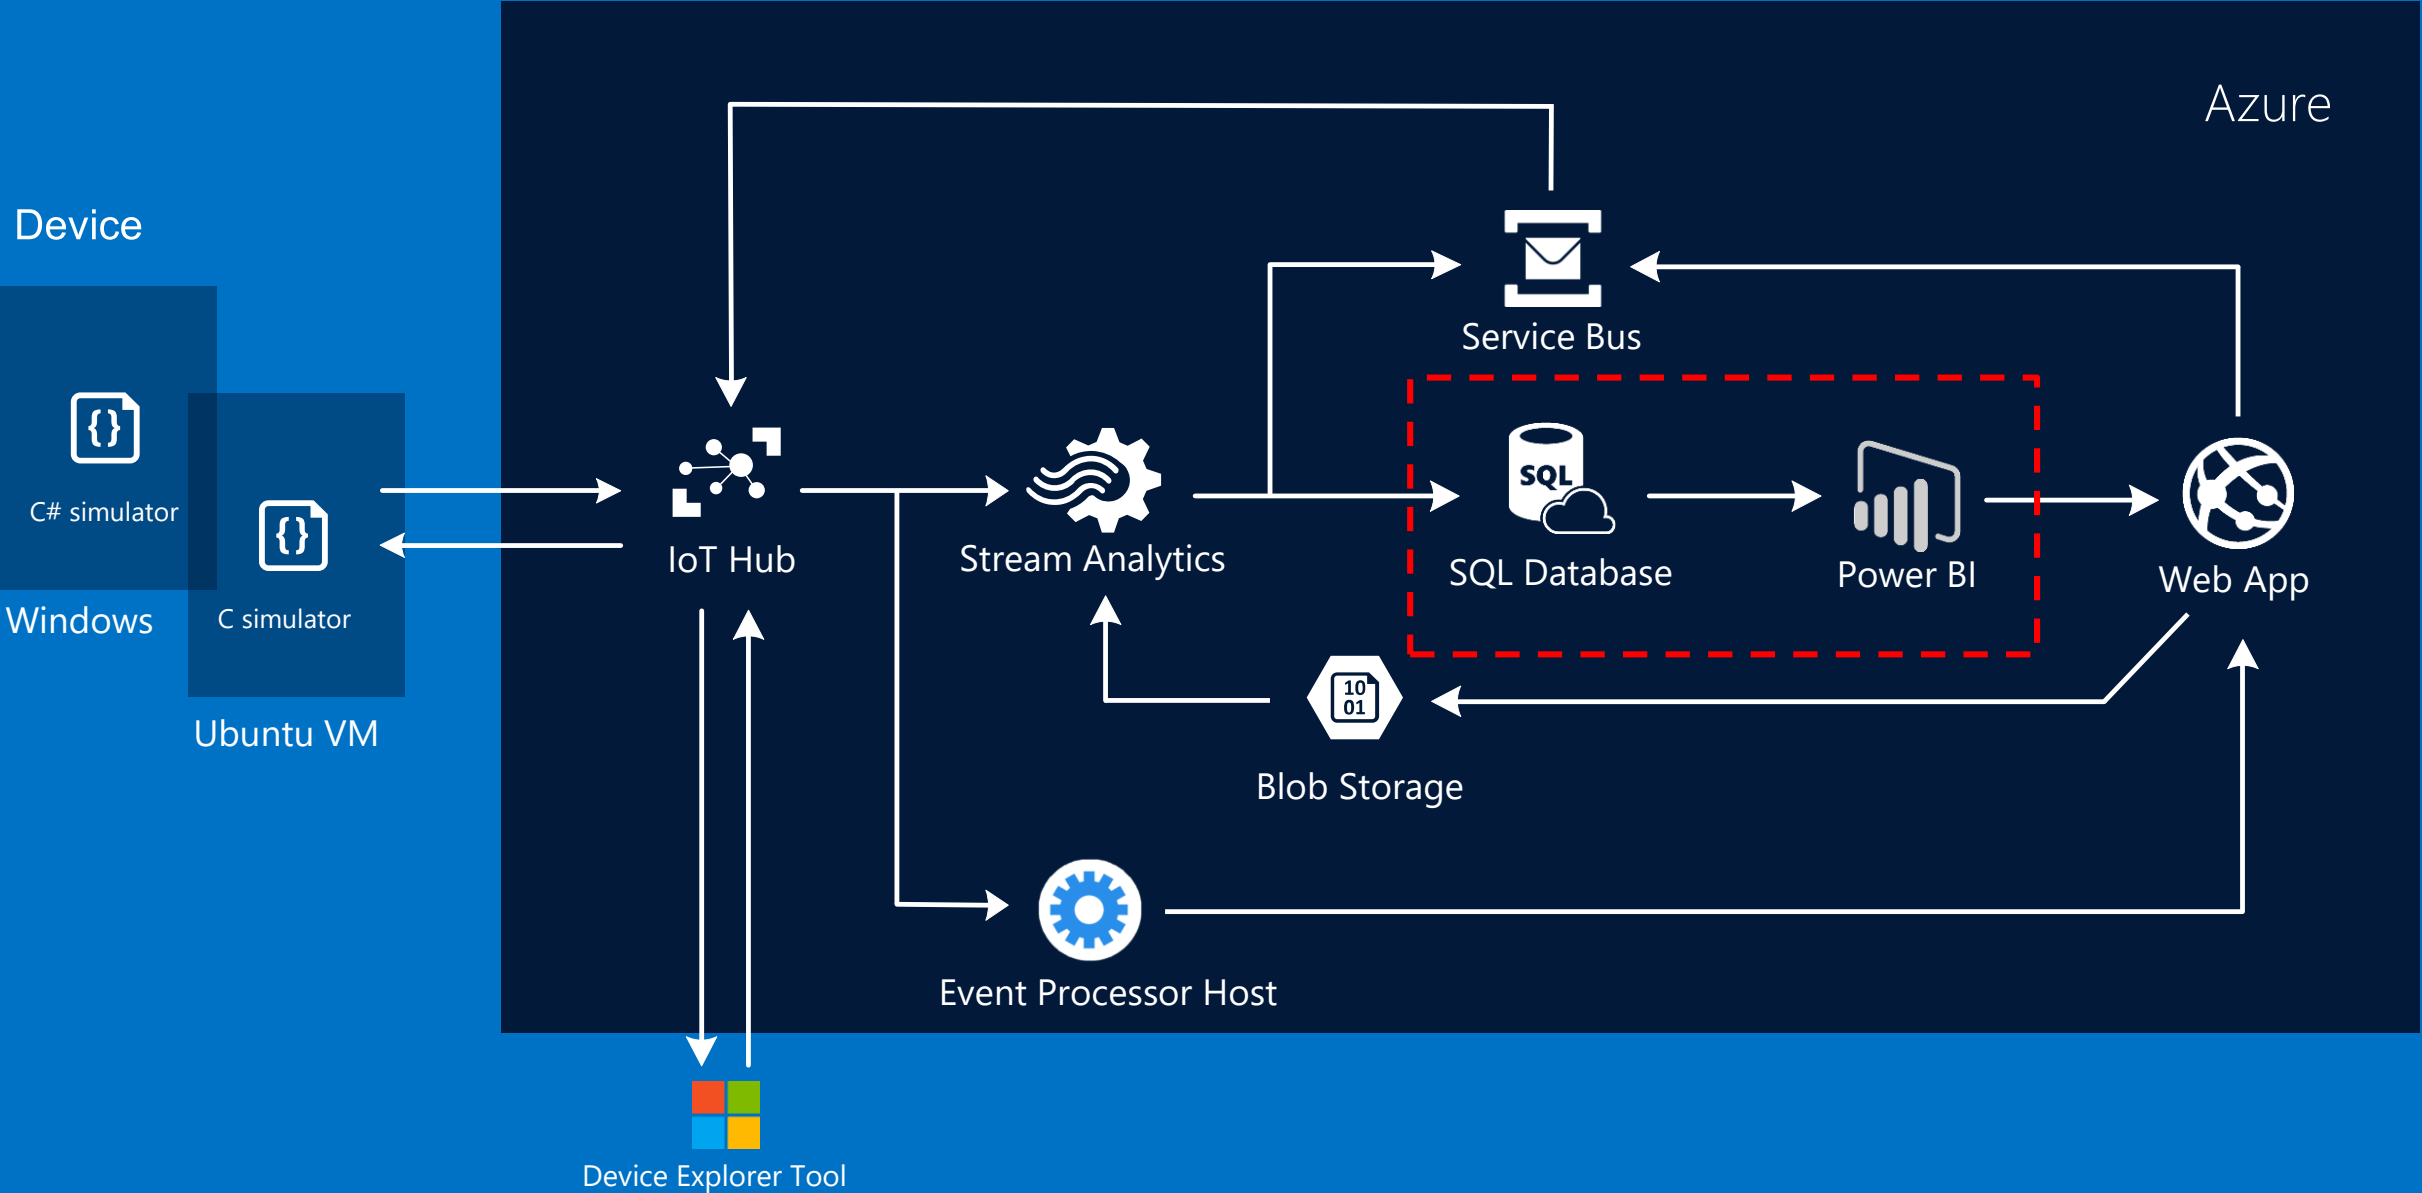 Azure
Device
Service Bus
{}
C# simulator
Windows
{}
C simulator
Ubuntu VM
IoT Hub
Stream Analytics
SQL
SQL Database
Power BI
Web App
10
01
Blob Storage
Event Processor Host
Device Explorer Tool